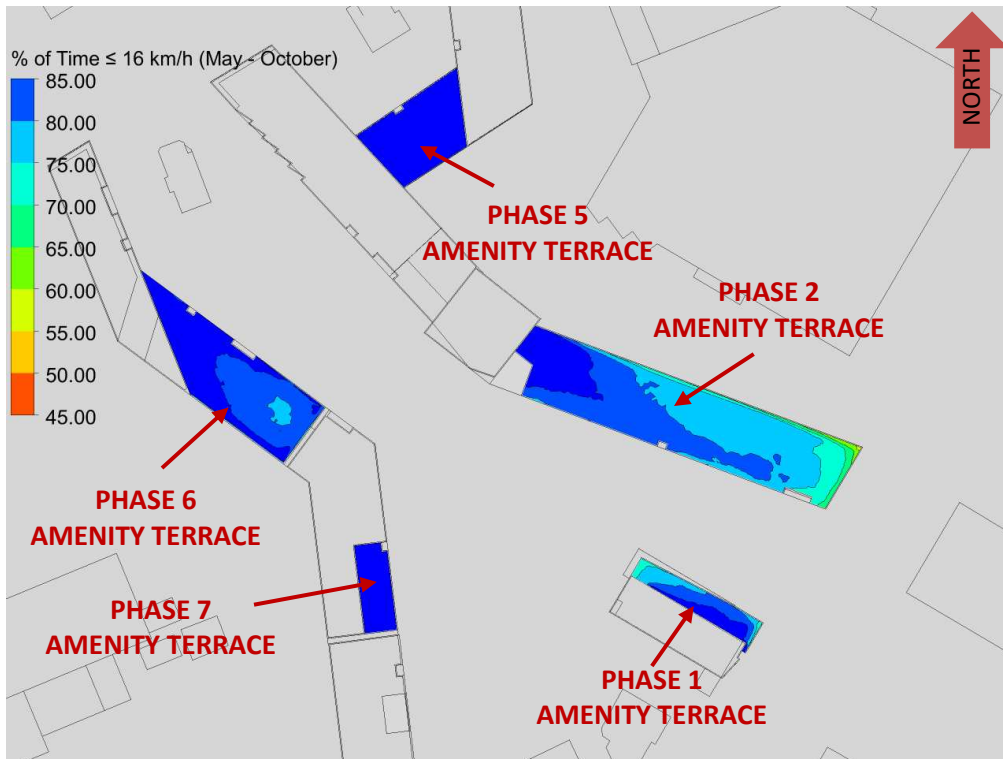 % of Time ≤ 16 km/h (May - October)
85.00
80.00
75.00
70.00
65.00
60.00
55.00
50.00
45.00
NORTH
PHASE 5
AMENITY TERRACE
PHASE 2
AMENITY TERRACE
PHASE 6
AMENITY TERRACE
PHASE 7
AMENITY TERRACE
PHASE 1
AMENITY TERRACE